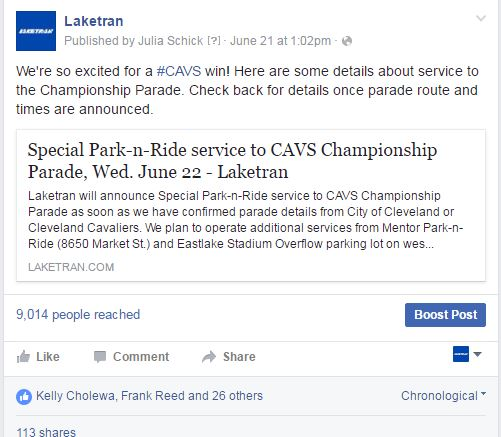 LAKETRAN
Laketran
Published by Julia Schick [?] · June 21 at 1:02pm ·
We're so excited for a #CAVS win! Here are some details about service to
the Championship Parade. Check back for details once parade route and
times are announced.
Special Park-n-Ride service to CAVS Championship
Parade, Wed. June 22 - Laketran
Laketran will announce Special Park-n-Ride service to CAVS Championship
Parade as soon as we have confirmed parade details from City of Cleveland or
Cleveland Cavaliers. We plan to operate additional services from Mentor Park-n-
Ride (8650 Market St.) and Eastlake Stadium Overflow parking lot on wes...
LAKETRAN.COM
9,014 people reached
Boost Post
Like Comment Share
Kelly Cholewa, Frank Reed and 26 others
Chronological
113 shares